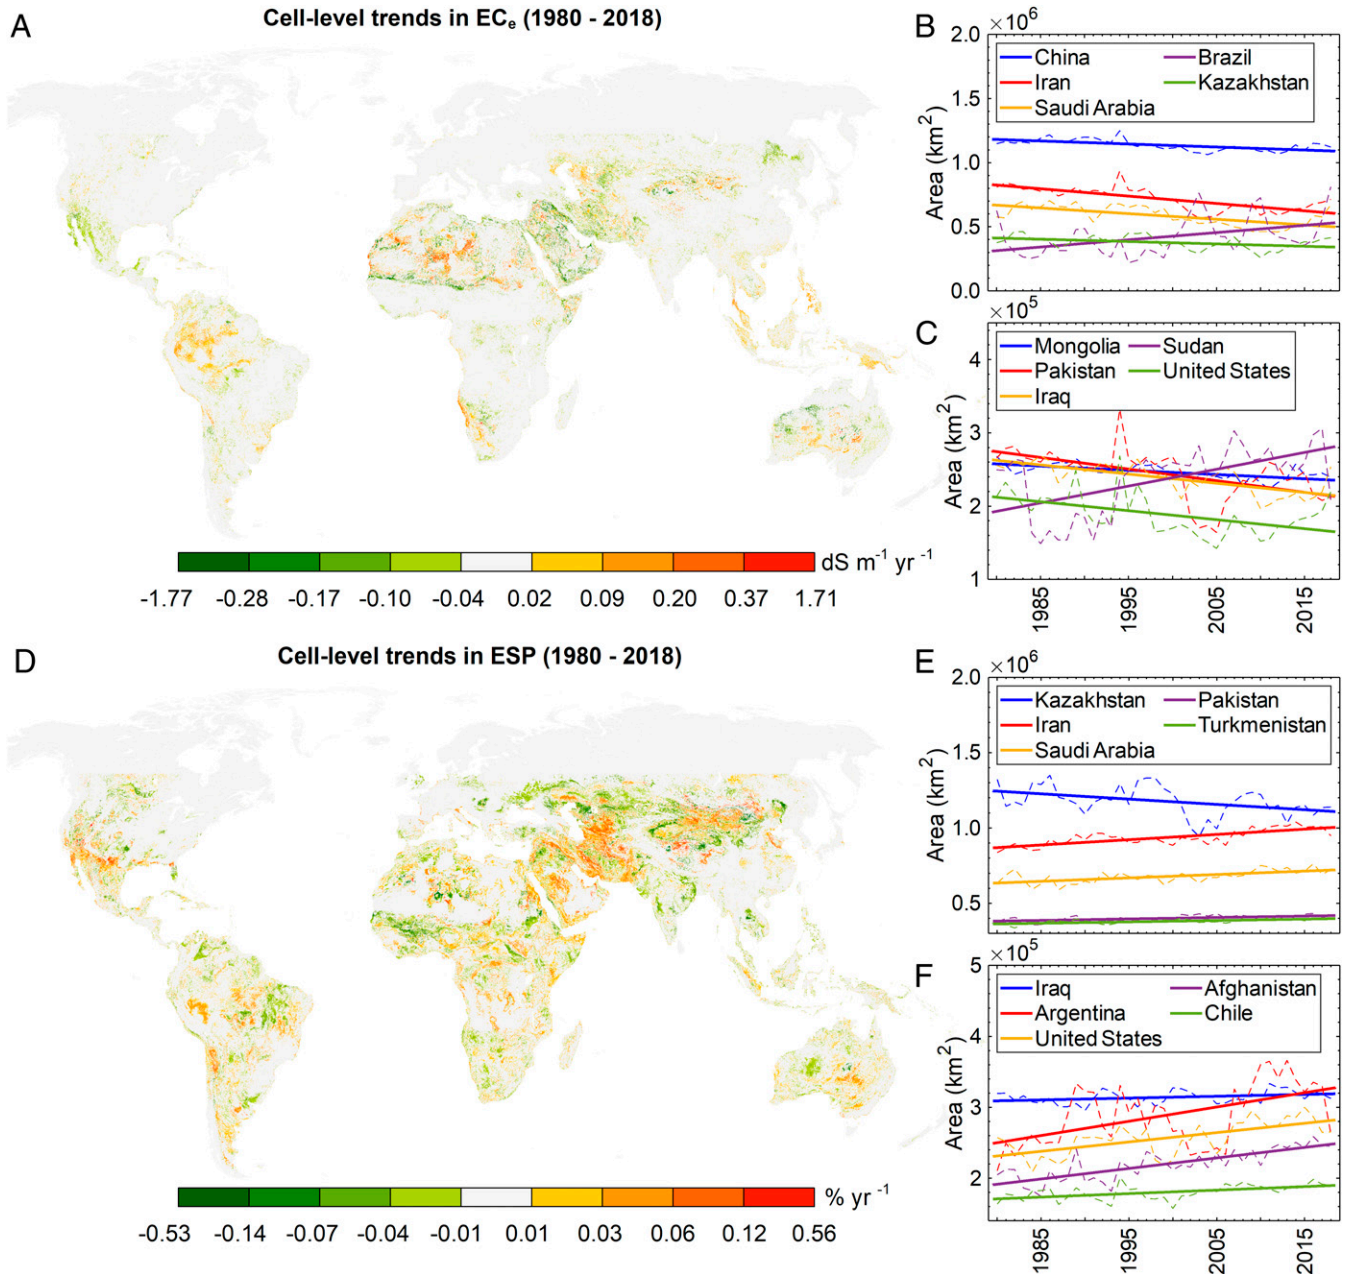 A
Cell-level trends in ECe (1980 - 2018)
-1.77 -0.28 -0.17 -0.10 -0.04 0.02 0.09 0.20 0.37 1.71
dS m-1 yr -1
B
×10^6
2.0
1.5
1.0
0.5
0.0
Area (km2)
China Brazil
Iran Kazakhstan
Saudi Arabia
C
×10^5
4
3
2
1
Area (km2)
Mongolia Sudan
Pakistan United States
Iraq
1985 1995 2005 2015
D
Cell-level trends in ESP (1980 - 2018)
-0.53 -0.14 -0.07 -0.04 -0.01 0.01 0.03 0.06 0.12 0.56
% yr -1
E
×10^6
2.0
1.5
1.0
0.5
Area (km2)
Kazakhstan Pakistan
Iran Turkmenistan
Saudi Arabia
F
×10^5
5
4
3
2
Area (km2)
Iraq Afghanistan
Argentina Chile
United States
1985 1995 2005 2015